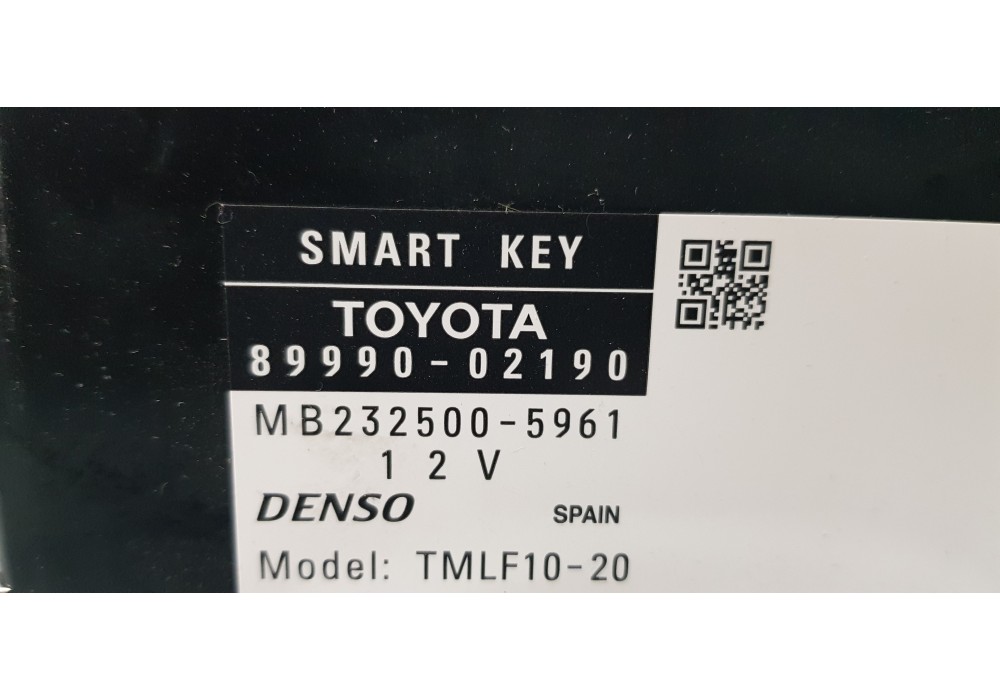 SMART KEY
TOYOTA
89990-02190
MB232500-5961
12V
DENSO SPAIN
Model: TMLF10-20